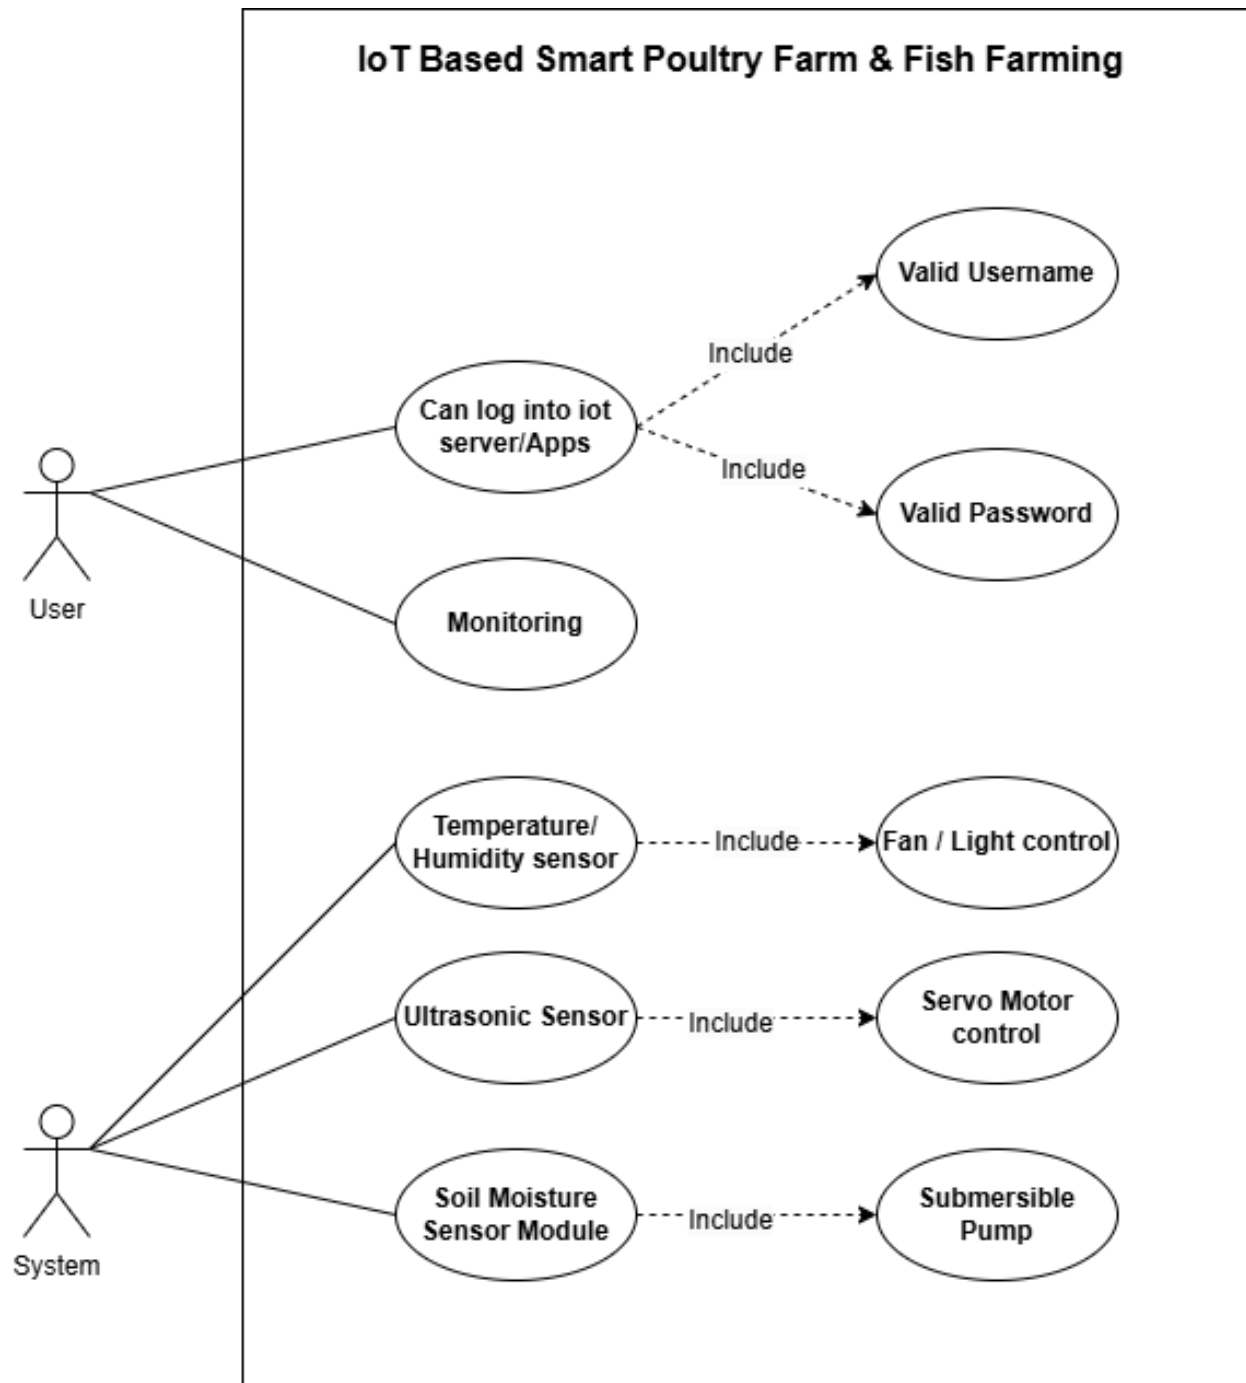 IoT Based Smart Poultry Farm & Fish Farming
Valid Username
Include
Can log into iot
server/Apps
Include
Valid Password
User
Monitoring
Temperature/
Humidity sensor
Include
Fan / Light control
Ultrasonic Sensor
Include
Servo Motor
control
System
Soil Moisture
Sensor Module
Include
Submersible
Pump